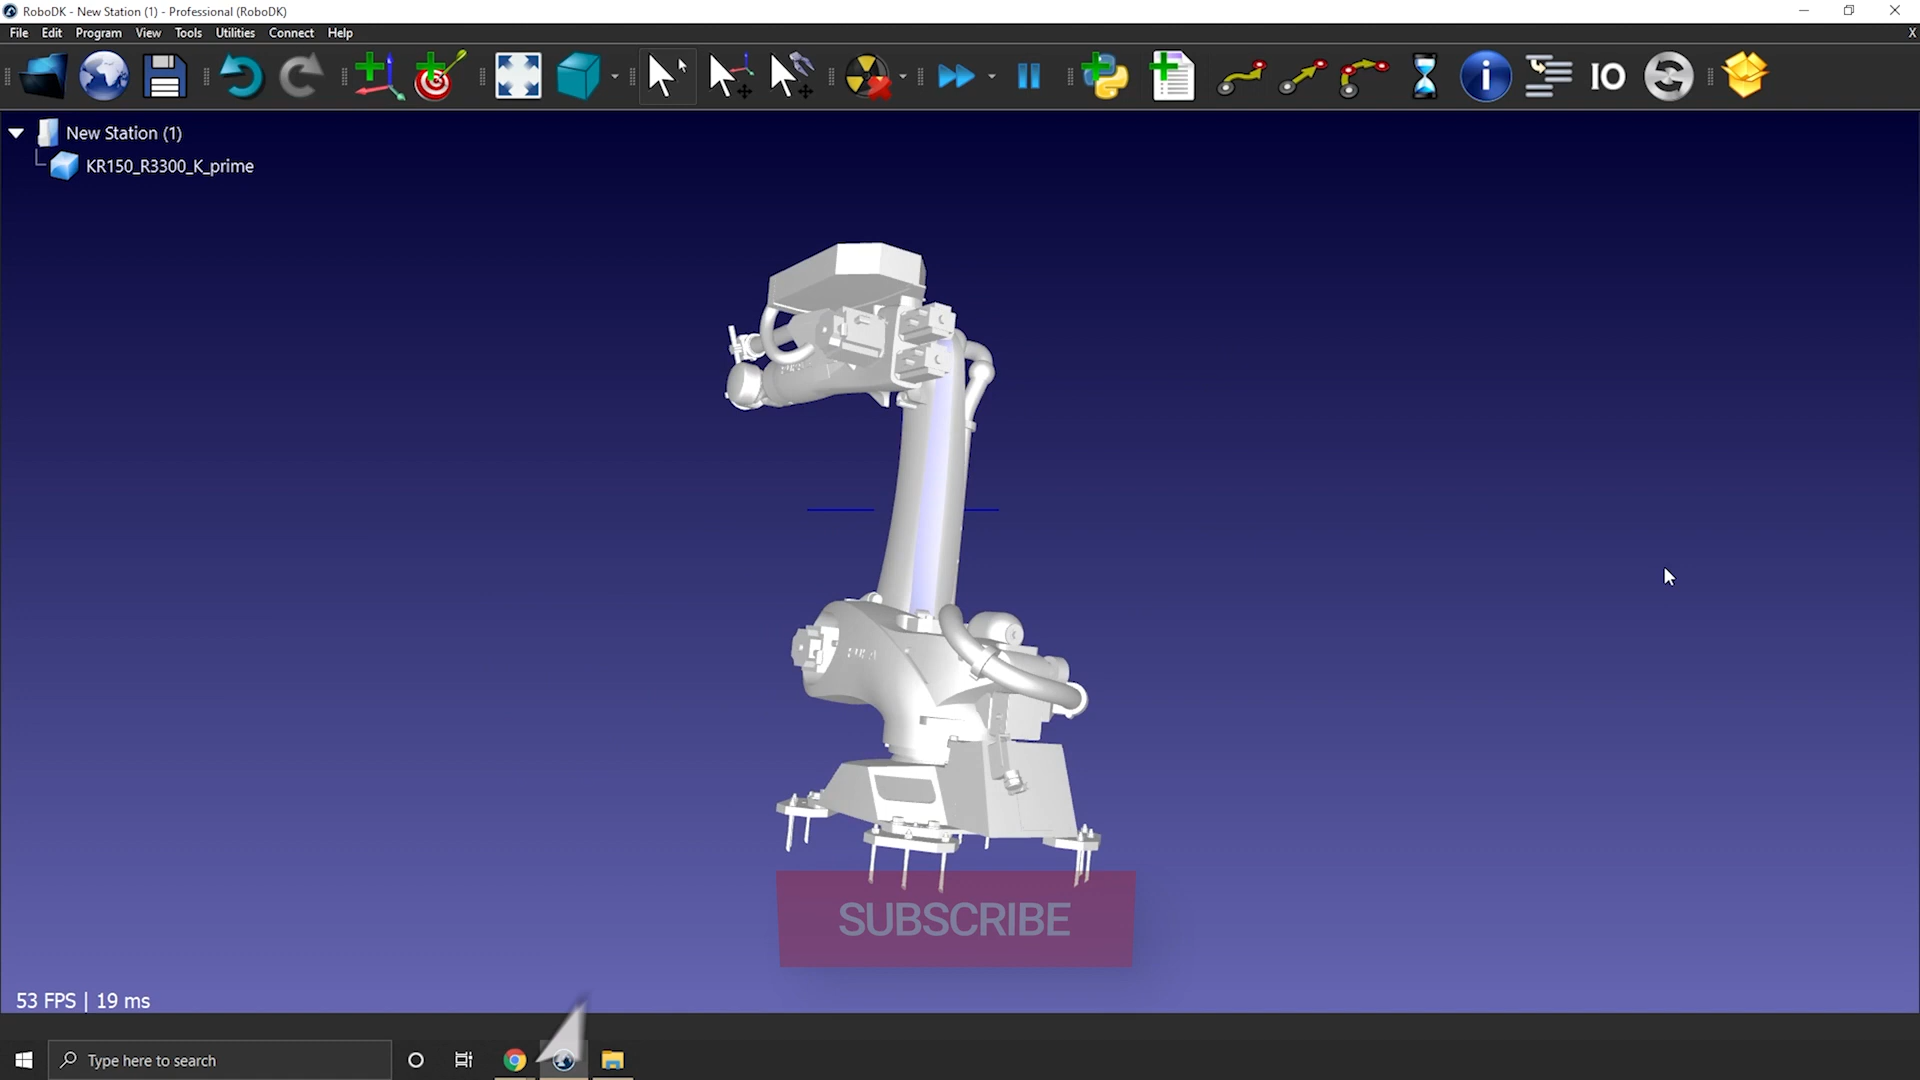 RoboDK - New Station (1) - Professional (RoboDK)
File Edit Program View Tools Utilities Connect Help
X
IO
New Station (1)
KR150_R3300_K_prime
SUBSCRIBE
53 FPS | 19 ms
Type here to search